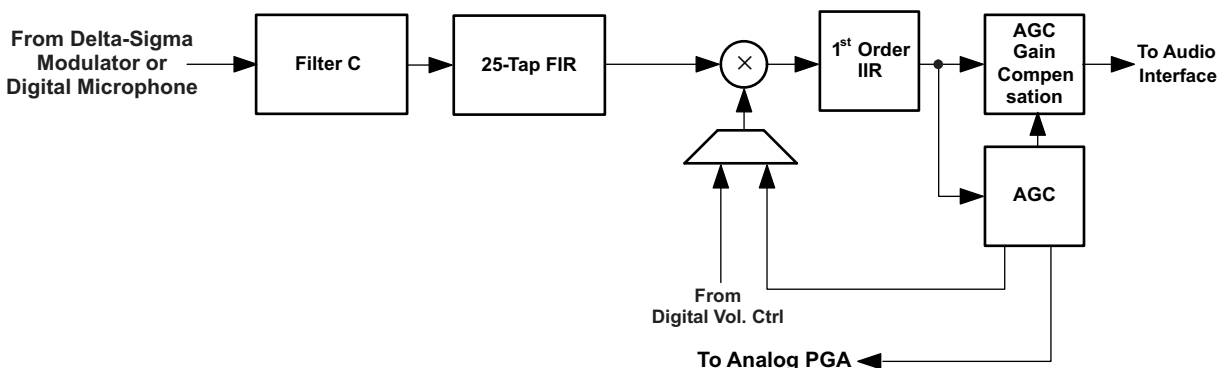 From Delta-Sigma
Modulator or
Digital Microphone
Filter C
25-Tap FIR
×
1st Order
IIR
AGC
Gain
Compen
sation
To Audio
Interface
AGC
From
Digital Vol. Ctrl
To Analog PGA